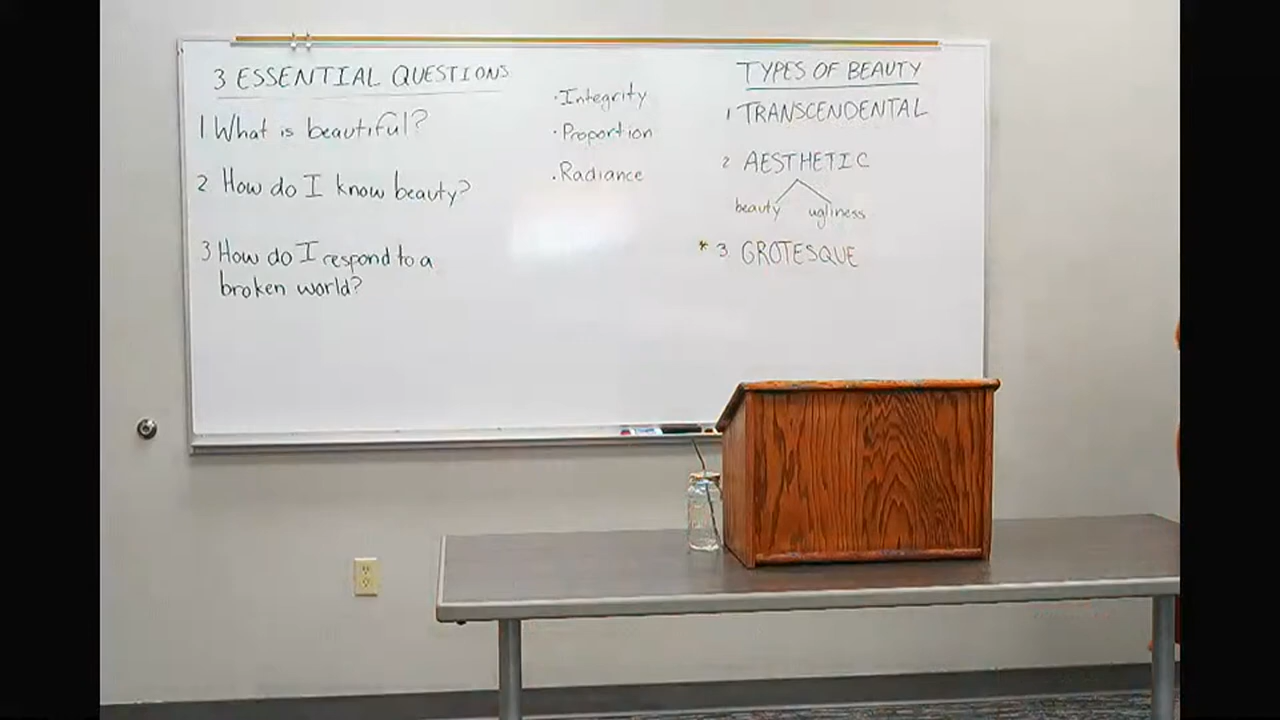 3 ESSENTIAL QUESTIONS
1 What is beautiful?
2 How do I know beauty?
3 How do I respond to a
broken world?
· Integrity
· Proportion
· Radiance
TYPES OF BEAUTY
1 TRANSCENDENTAL
2 AESTHETIC
beauty ugliness
* 3. GROTESQUE